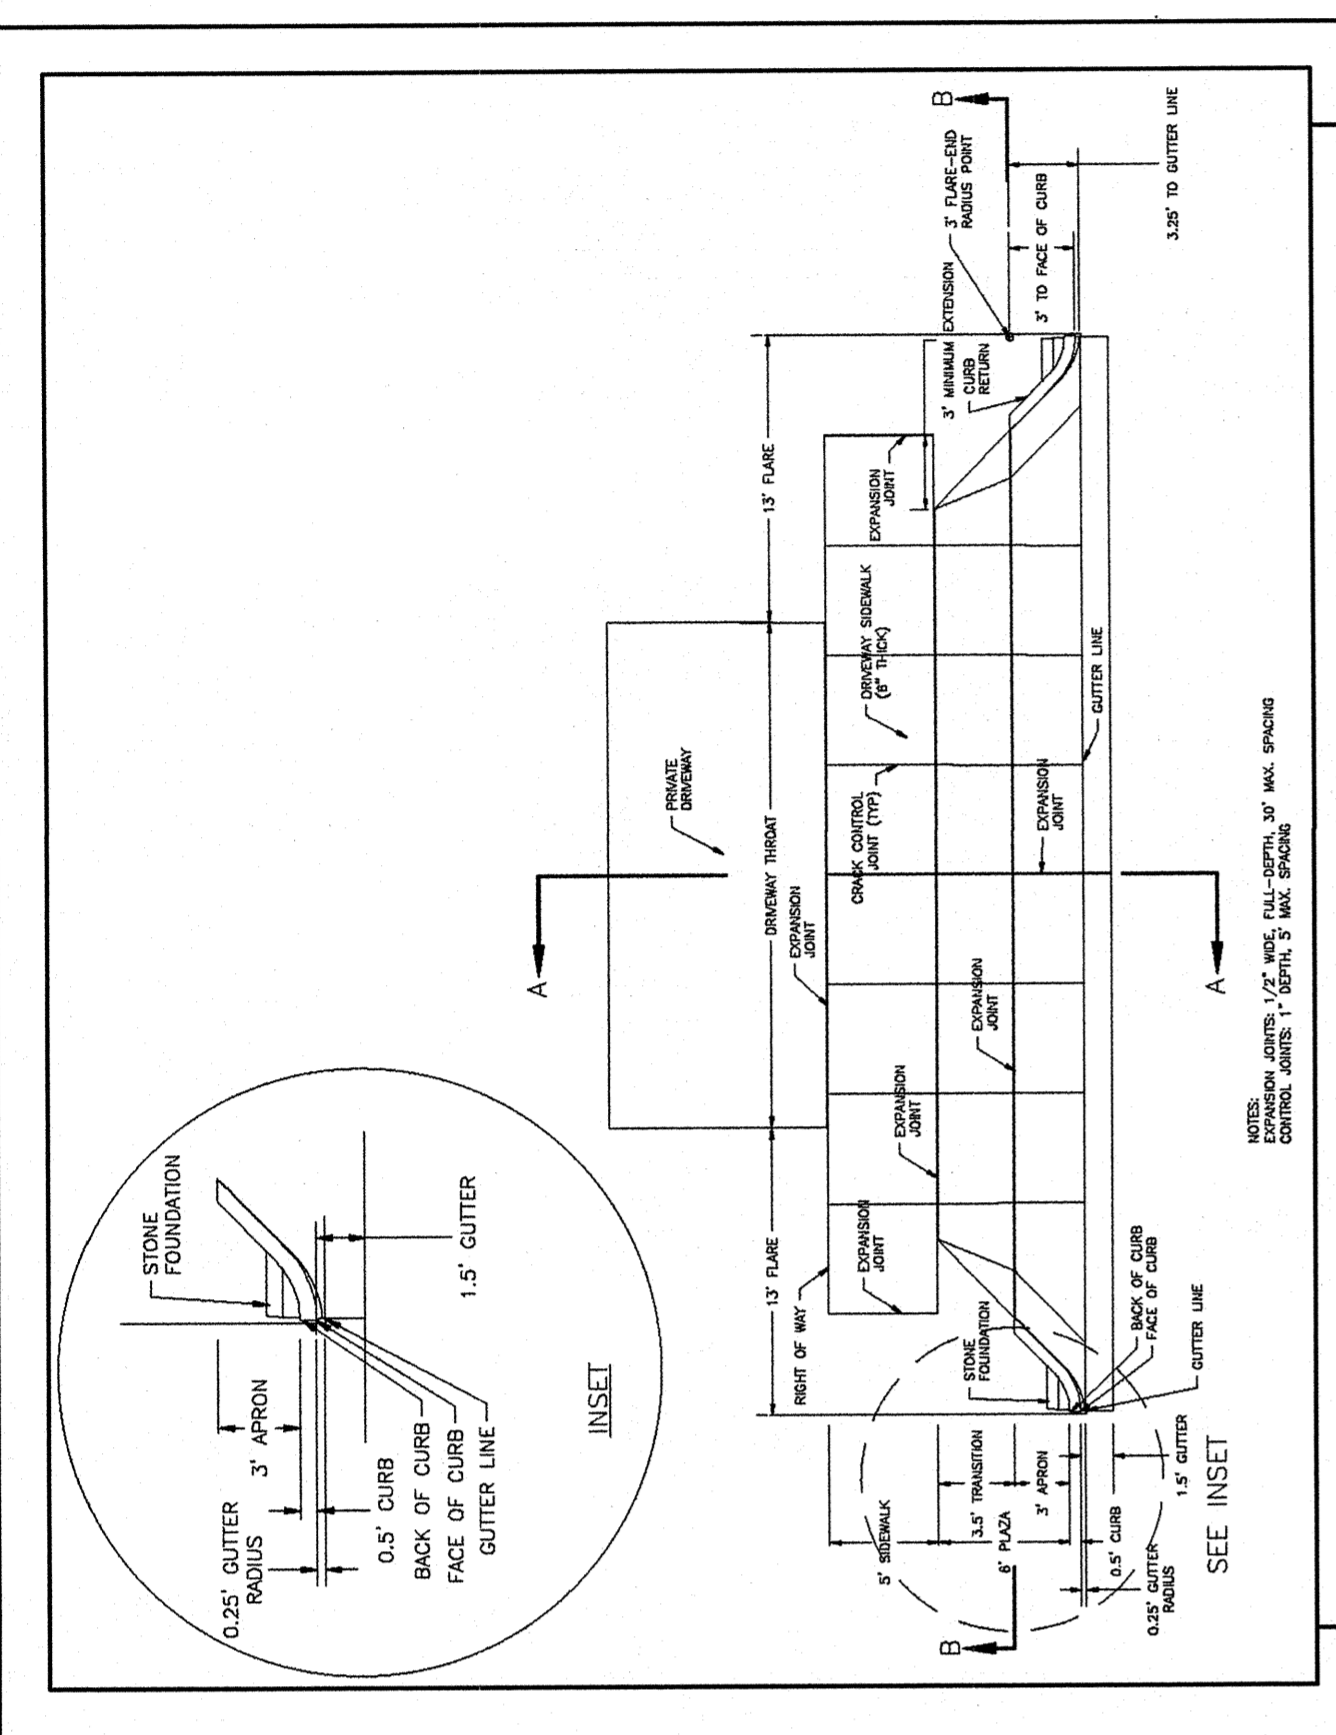 STONE
FOUNDATION
0.25' GUTTER
RADIUS
3' APRON
0.5' CURB
BACK OF CURB
FACE OF CURB
GUTTER LINE
1.5' GUTTER
INSET
A
PRIVATE
DRIVEWAY
13' FLARE
DRIVEWAY THROAT
13' FLARE
RIGHT OF WAY
EXPANSION
JOINT
EXPANSION
JOINT
EXPANSION
JOINT
EXPANSION
JOINT
CRACK CONTROL
JOINT (TYP)
DRIVEWAY SIDEWALK
(6" THICK)
EXPANSION
JOINT
EXPANSION
JOINT
GUTTER LINE
3' MINIMUM EXTENSION
CURB
RETURN
3' FLARE-END
RADIUS POINT
B
3' TO FACE OF CURB
3.25' TO GUTTER LINE
5' SIDEWALK
3.5' TRANSITION
6' PLAZA
3' APRON
STONE
FOUNDATION
B
0.5' CURB
0.25' GUTTER
RADIUS
1.5' GUTTER
BACK OF CURB
FACE OF CURB
GUTTER LINE
SEE INSET
A
NOTES:
EXPANSION JOINTS: 1/2" WIDE, FULL-DEPTH, 30' MAX. SPACING
CONTROL JOINTS: 1" DEPTH, 5' MAX. SPACING